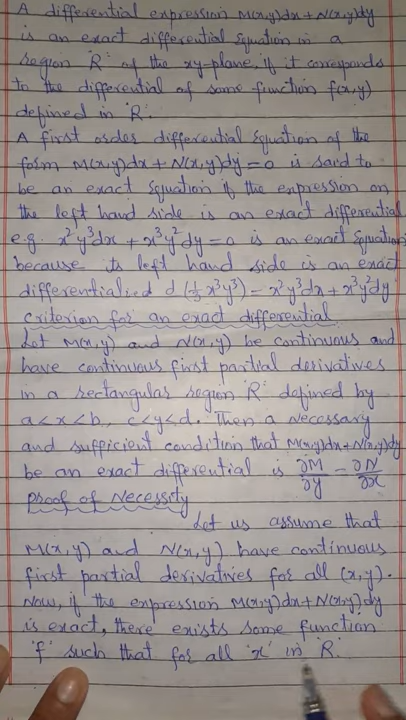 A differential expression M(x,y)dx+N(x,y)dy
is an exact differential Equation in a
region 'R' of the xy-plane, if it corresponds
to the differential of some function f(x,y)
defined in 'R'.
A first order differential Equation of the
form M(x,y)dx+N(x,y)dy=0 is said to
be an exact Equation if the expression on
the left hand side is an exact differential
e.g. x²y³dx+x³y²dy=0 is an exact Equation
because its left hand side is an exact
differential i.e d(⅓x³y³)=x²y³dx+x³y²dy
Criterion for an exact differential
Let M(x,y) and N(x,y) be continuous and
have continuous first partial derivatives
in a rectangular region 'R' defined by
a<x<b, c<y<d. Then a Necessary
and sufficient condition that M(x,y)dx+N(x,y)dy
be an exact differential is ∂M/∂y=∂N/∂x
Proof of Necessity
Let us assume that
M(x,y) and N(x,y) have continuous
first partial derivatives for all (x,y).
Now, if the expression M(x,y)dx+N(x,y)dy
is exact, there exists some function
'f' such that for all 'x' in 'R'.